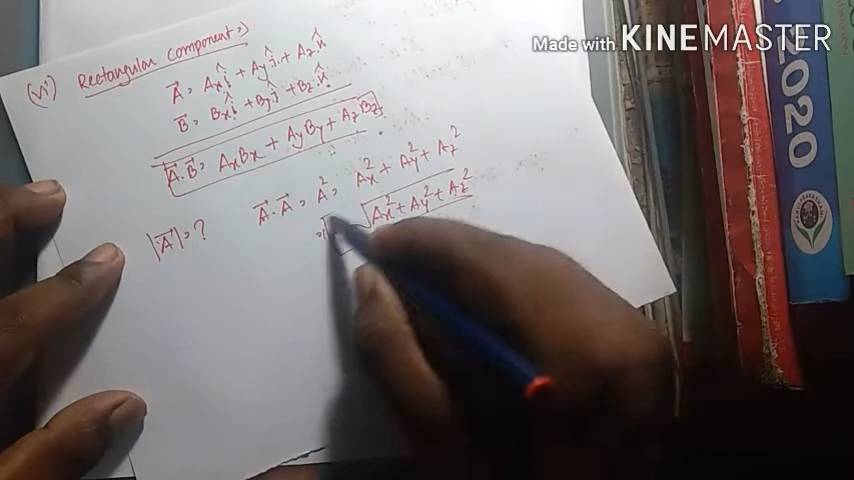 Made with KINEMASTER
(vi) Rectangular Component:)
A⃗ = Axî + Ayĵ + Azk̂
B⃗ = Bxî + Byĵ + Bzk̂
A⃗.B⃗ = AxBx + AyBy + AzBz
A⃗.A⃗ = A² = Ax² + Ay² + Az²
|A⃗| = ? √Ax² + Ay² + Az²
2020